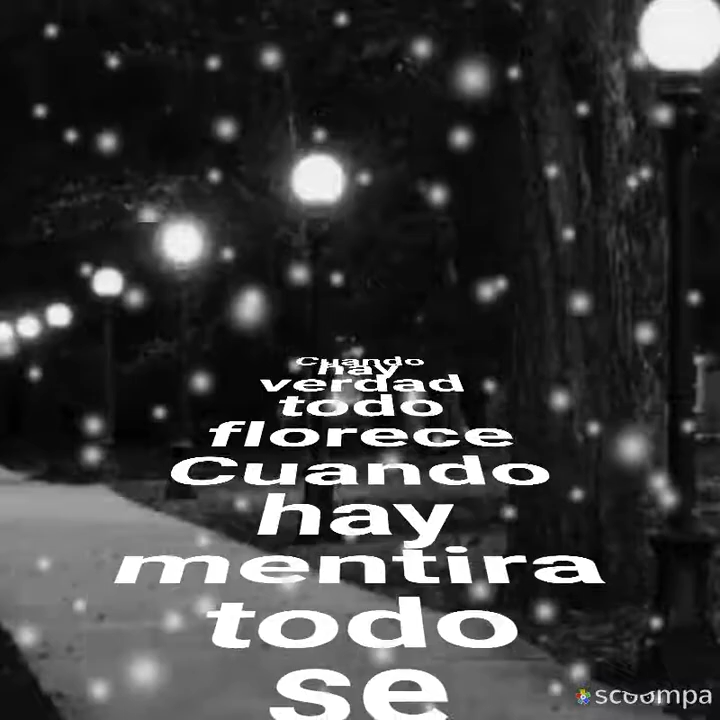 Cuando
hay
verdad
todo
florece
Cuando
hay
mentira
todo
se
scoompa